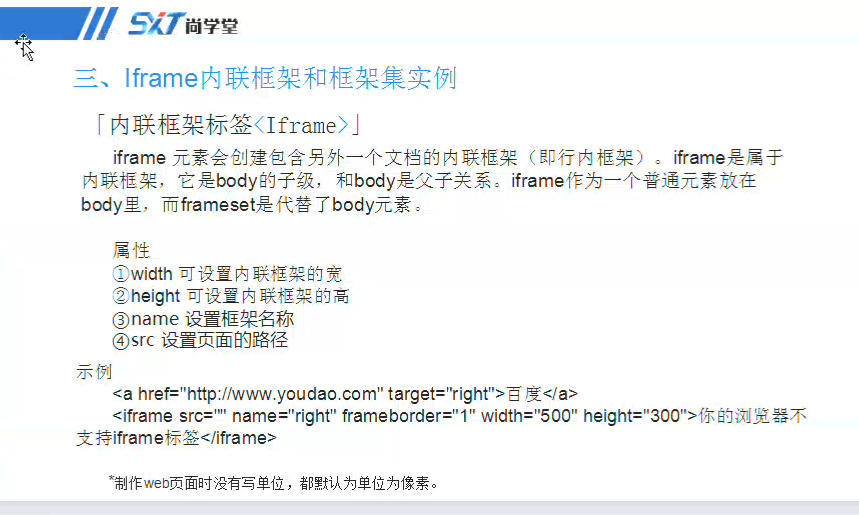 SXT尚学堂
三、Iframe内联框架和框架集实例
「内联框架标签<Iframe>」
iframe 元素会创建包含另外一个文档的内联框架（即行内框架）。iframe是属于
内联框架，它是body的子级，和body是父子关系。iframe作为一个普通元素放在
body里，而frameset是代替了body元素。
属性
①width 可设置内联框架的宽
②height 可设置内联框架的高
③name 设置框架名称
④src 设置页面的路径
示例
<a href="http://www.youdao.com" target="right">百度</a>
<iframe src="" name="right" frameborder="1" width="500" height="300">你的浏览器不
支持iframe标签</iframe>
*制作web页面时没有写单位，都默认为单位为像素。